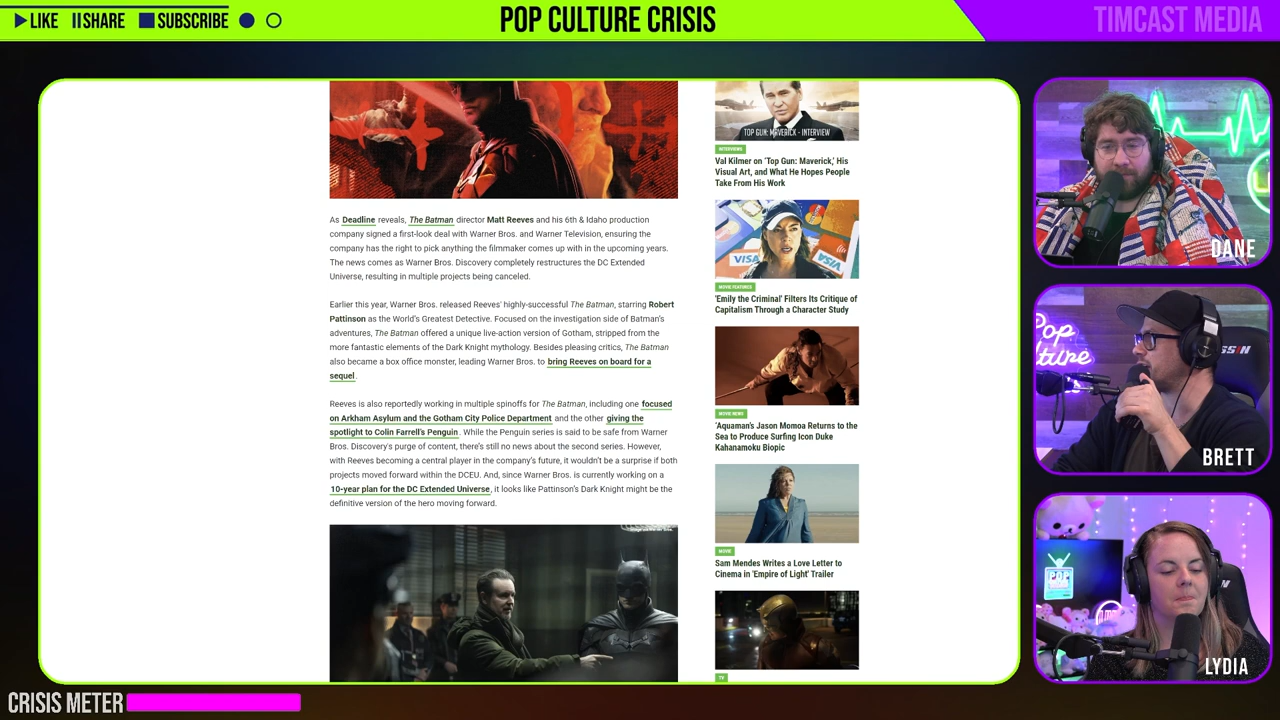 LIKE SHARE SUBSCRIBE
POP CULTURE CRISIS
TIMCAST MEDIA
As Deadline reveals, The Batman director Matt Reeves and his 6th & Idaho production
company signed a first-look deal with Warner Bros. and Warner Television, ensuring the
company has the right to pick anything the filmmaker comes up with in the upcoming years.
The news comes as Warner Bros. Discovery completely restructures the DC Extended
Universe, resulting in multiple projects being canceled.
Earlier this year, Warner Bros. released Reeves' highly-successful The Batman, starring Robert
Pattinson as the World's Greatest Detective. Focused on the investigation side of Batman's
adventures, The Batman offered a unique live-action version of Gotham, stripped from the
more fantastic elements of the Dark Knight mythology. Besides pleasing critics, The Batman
also became a box office monster, leading Warner Bros. to bring Reeves on board for a
sequel.
Reeves is also reportedly working in multiple spinoffs for The Batman, including one focused
on Arkham Asylum and the Gotham City Police Department and the other giving the
spotlight to Colin Farrell's Penguin. While the Penguin series is said to be safe from Warner
Bros. Discovery's purge of content, there's still no news about the second series. However,
with Reeves becoming a central player in the company's future, it wouldn't be a surprise if both
projects moved forward within the DCEU. And, since Warner Bros. is currently working on a
10-year plan for the DC Extended Universe, it looks like Pattinson's Dark Knight might be the
definitive version of the hero moving forward.
TOP GUN: MAVERICK - INTERVIEW
INTERVIEWS
Val Kilmer on 'Top Gun: Maverick,' His
Visual Art, and What He Hopes People
Take From His Work
VISA
VISA
MOVIE FEATURES
'Emily the Criminal' Filters Its Critique of
Capitalism Through a Character Study
MOVIE NEWS
'Aquaman's Jason Momoa Returns to the
Sea to Produce Surfing Icon Duke
Kahanamoku Biopic
MOVIE
Sam Mendes Writes a Love Letter to
Cinema in 'Empire of Light' Trailer
TV
DANE
Pop
lture
BRETT
POP
LYDIA
CRISIS METER